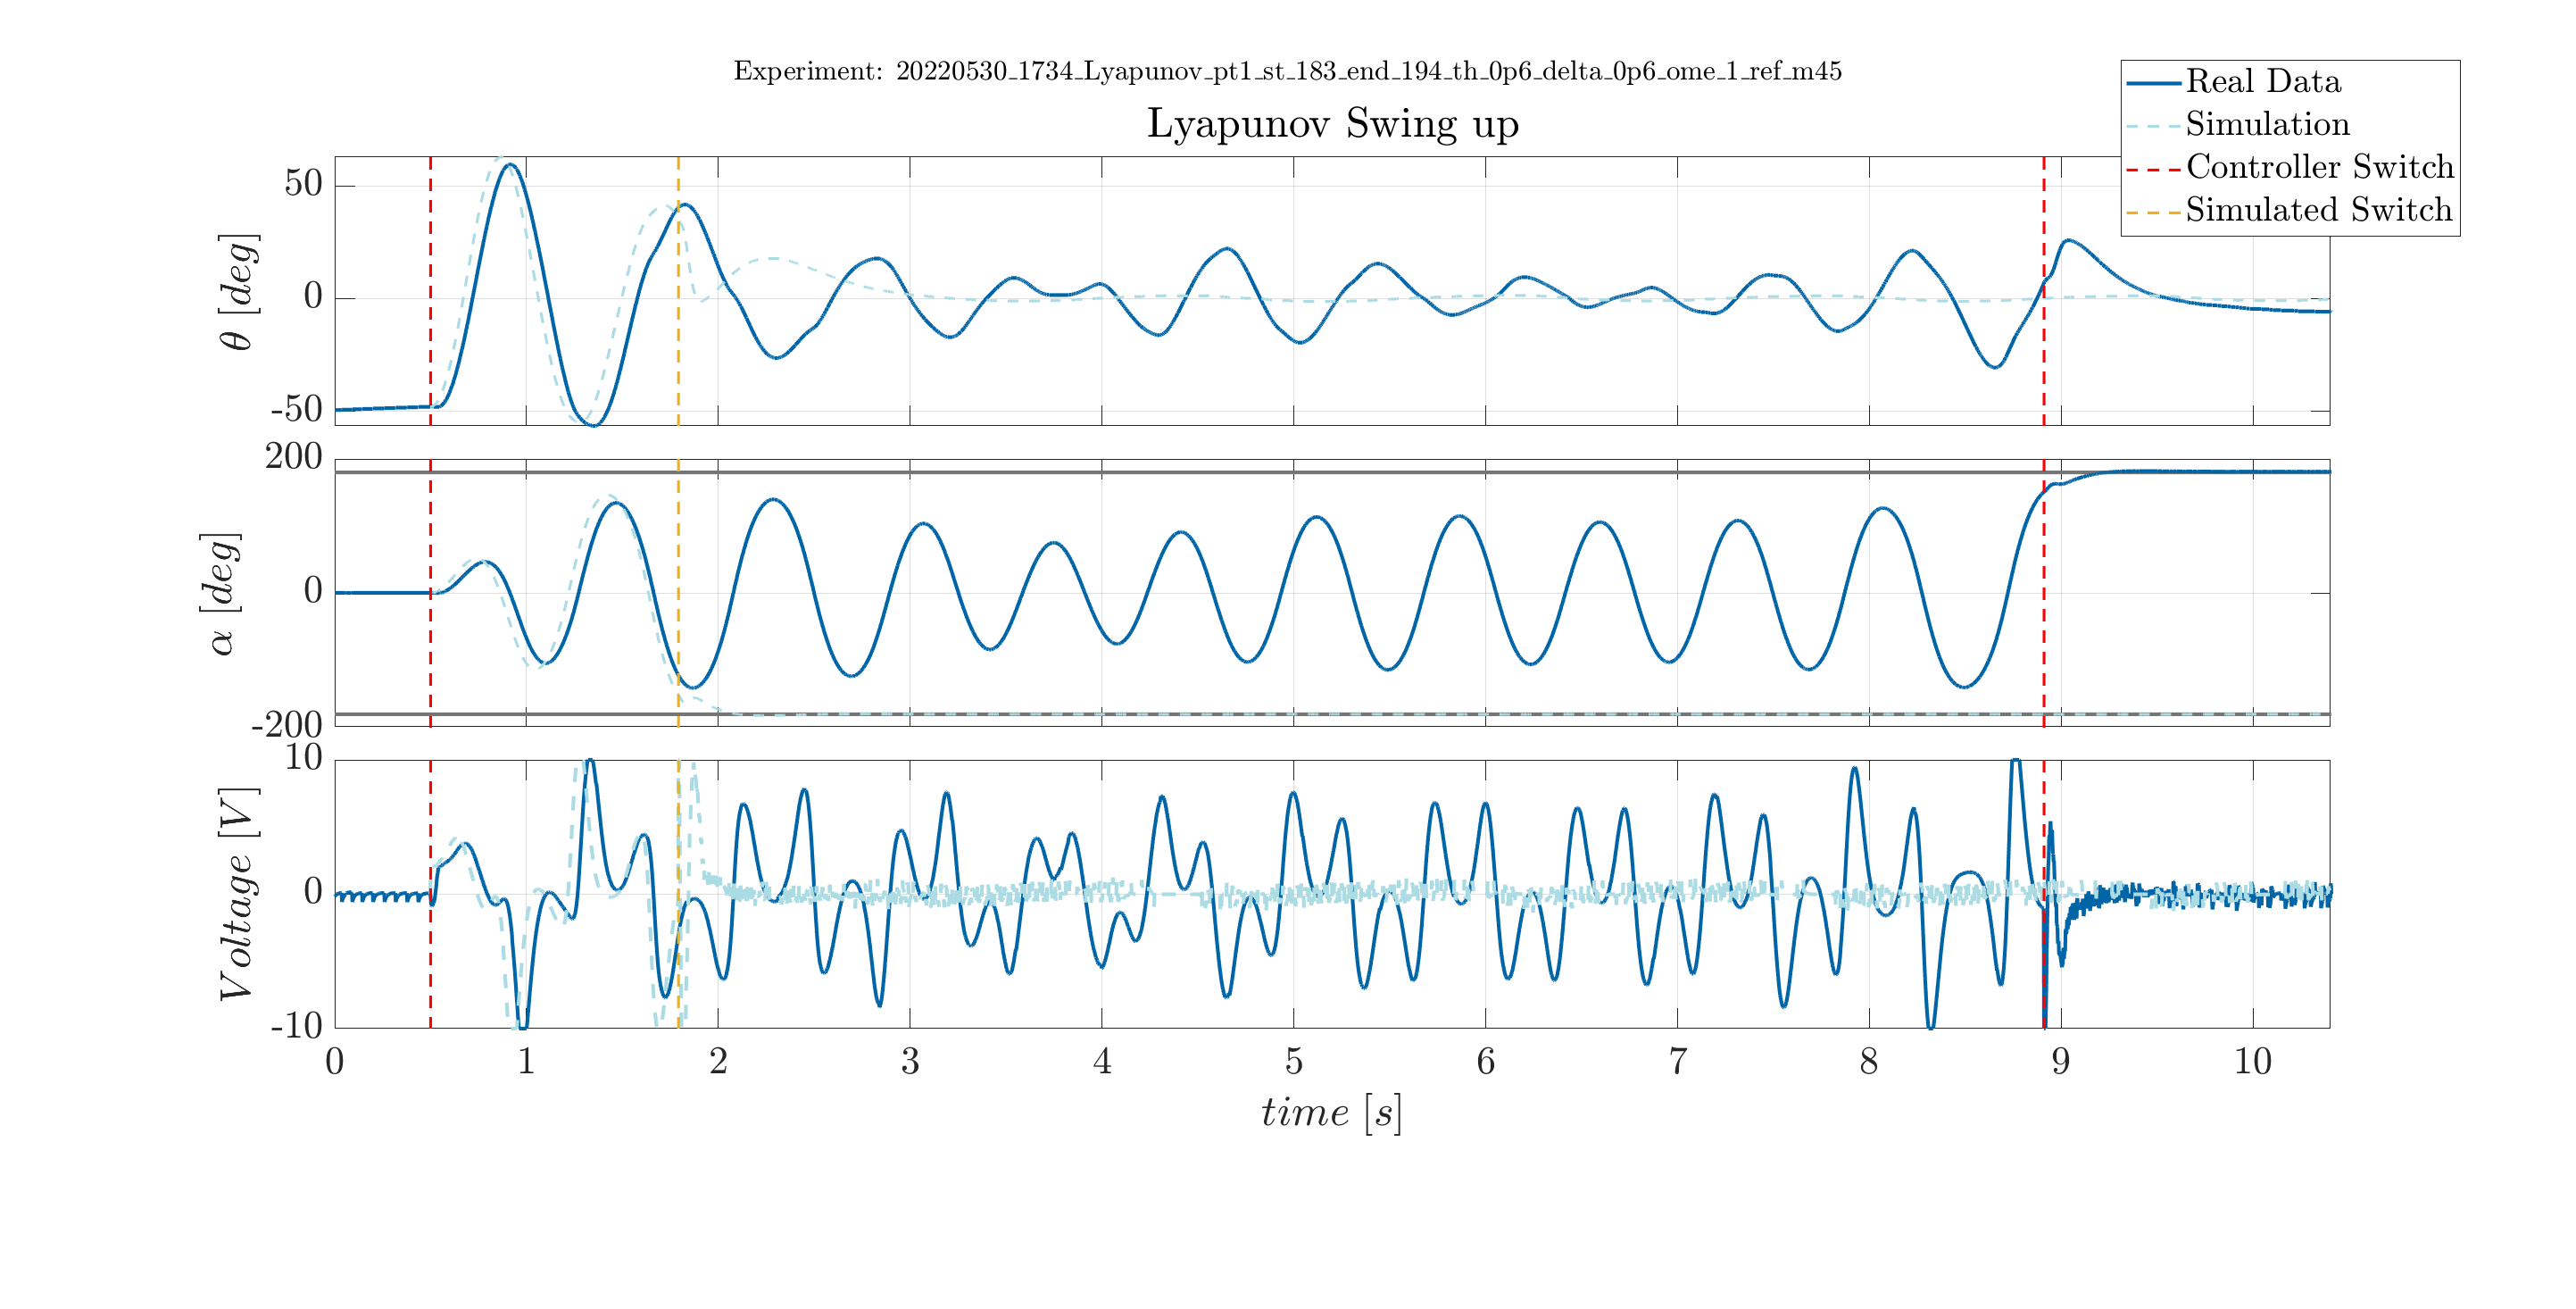 Experiment: 20220530_1734_Lyapunov_pt1_st_183_end_194_th_0p6_delta_0p6_ome_1_ref_m45
Lyapunov Swing up
Real Data
Simulation
Controller Switch
Simulated Switch
θ [deg]
50
0
-50
α [deg]
200
0
-200
Voltage [V]
10
0
-10
0 1 2 3 4 5 6 7 8 9 10
time [s]